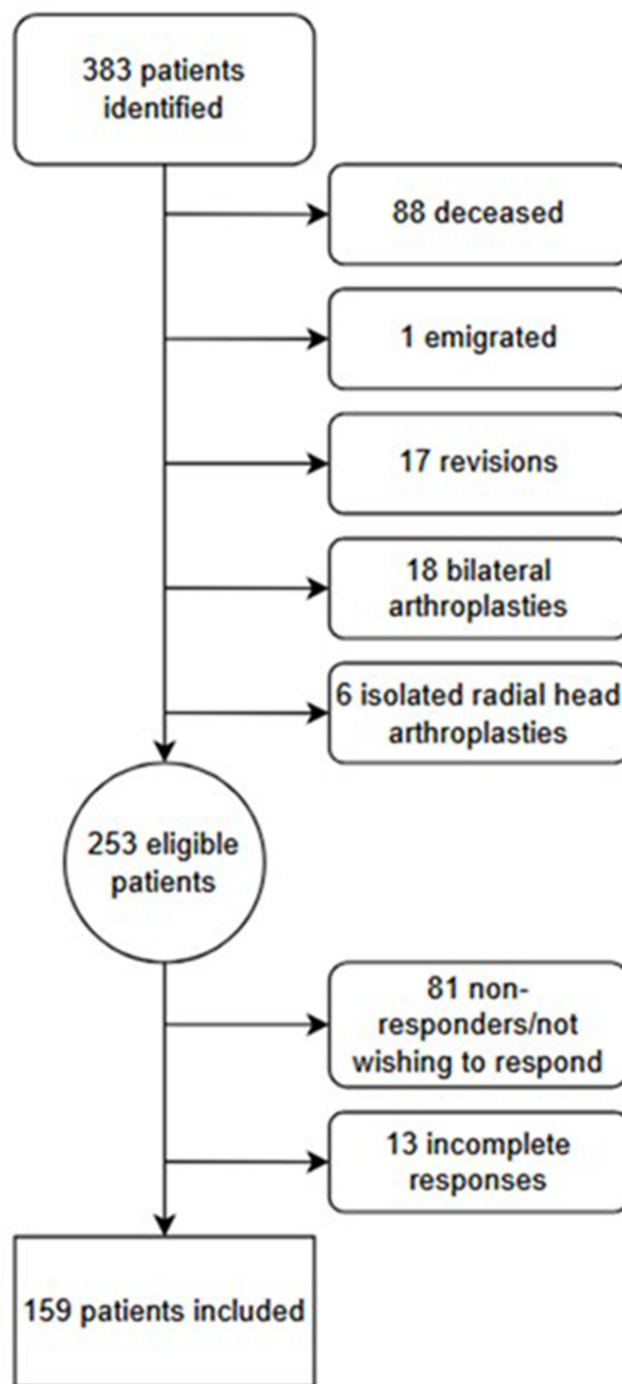 383 patients
identified
88 deceased
1 emigrated
17 revisions
18 bilateral
arthroplasties
6 isolated radial head
arthroplasties
253 eligible
patients
81 non-
responders/not
wishing to respond
13 incomplete
responses
159 patients included